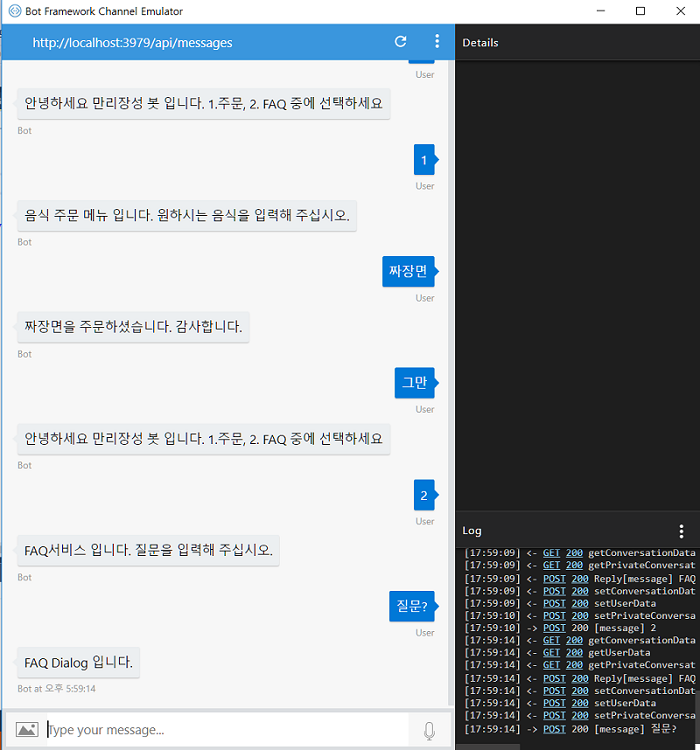 Bot Framework Channel Emulator
http://localhost:3979/api/messages
Details
User
안녕하세요 만리장성 봇 입니다. 1.주문, 2. FAQ 중에 선택하세요
Bot
1
User
음식 주문 메뉴 입니다. 원하시는 음식을 입력해 주십시오.
Bot
짜장면
User
짜장면을 주문하셨습니다. 감사합니다.
Bot
그만
User
안녕하세요 만리장성 봇 입니다. 1.주문, 2. FAQ 중에 선택하세요
Bot
2
User
FAQ서비스 입니다. 질문을 입력해 주십시오.
Bot
질문?
User
FAQ Dialog 입니다.
Bot at 오후 5:59:14
Type your message...
Log
[17:59:09] <- GET 200 getConversationData
[17:59:09] <- GET 200 getPrivateConversat
[17:59:09] <- POST 200 Reply[message] FAQ
[17:59:09] <- POST 200 setConversationDat
[17:59:09] <- POST 200 setUserData
[17:59:10] <- POST 200 setPrivateConversa
[17:59:10] -> POST 200 [message] 2
[17:59:14] <- GET 200 getConversationData
[17:59:14] <- GET 200 getUserData
[17:59:14] <- GET 200 getPrivateConversat
[17:59:14] <- POST 200 Reply[message] FAQ
[17:59:14] <- POST 200 setConversationDat
[17:59:14] <- POST 200 setUserData
[17:59:14] <- POST 200 setPrivateConversa
[17:59:14] -> POST 200 [message] 질문?